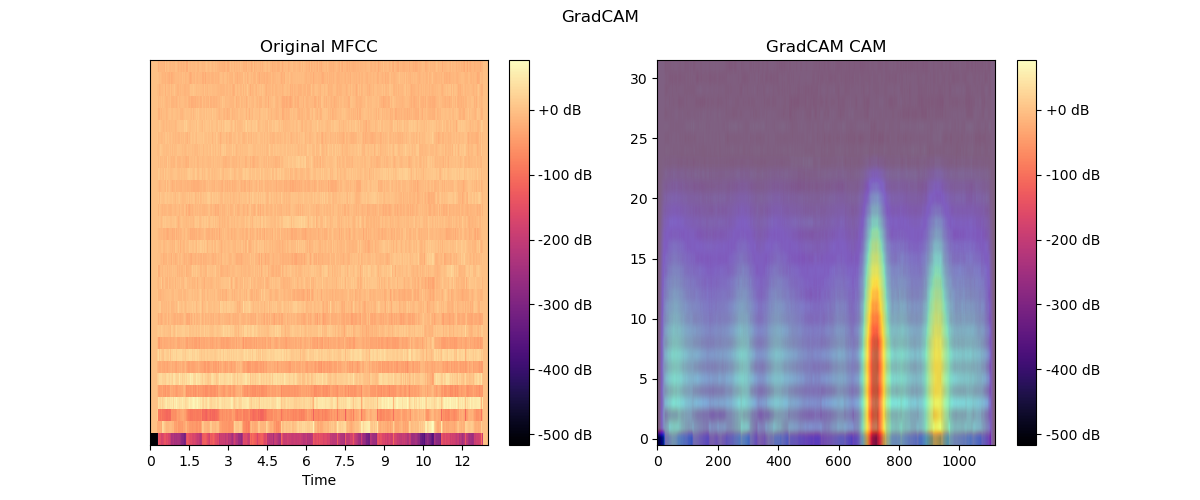 GradCAM
Original MFCC
+0 dB
-100 dB
-200 dB
-300 dB
-400 dB
-500 dB
0 1.5 3 4.5 6 7.5 9 10 12
Time
GradCAM CAM
30
25
20
15
10
5
0
0 200 400 600 800 1000
+0 dB
-100 dB
-200 dB
-300 dB
-400 dB
-500 dB